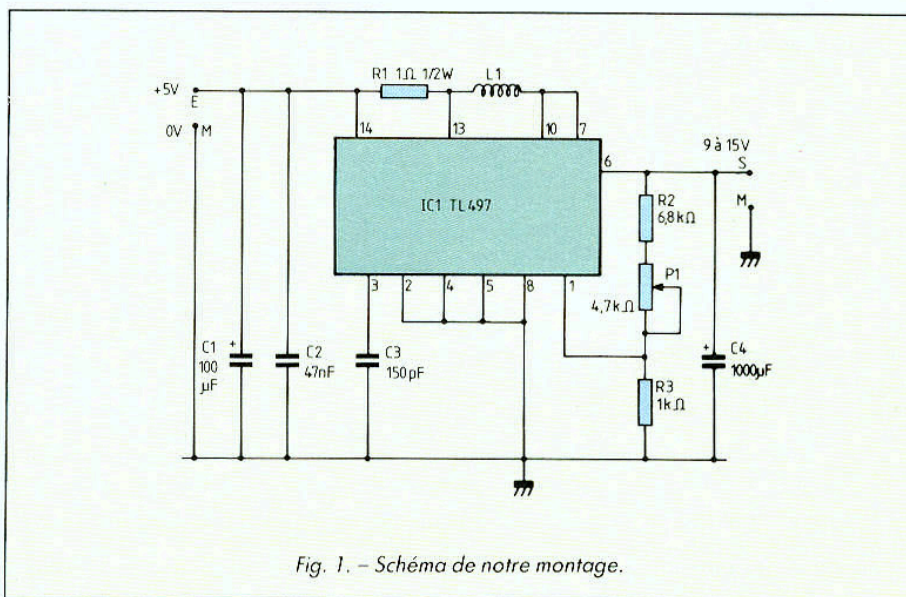 R1 1Ω 1/2W
L1
+5V
E
0V
M
14
13
10
7
9 à 15V
6
S
IC1 TL497
R2
6,8kΩ
M
P1
3
2
4
5
8
1
4,7kΩ
C1
100
µF
+
C2
47nF
C3
150pF
+
C4
1000µF
R3
1kΩ
Fig. 1. – Schéma de notre montage.